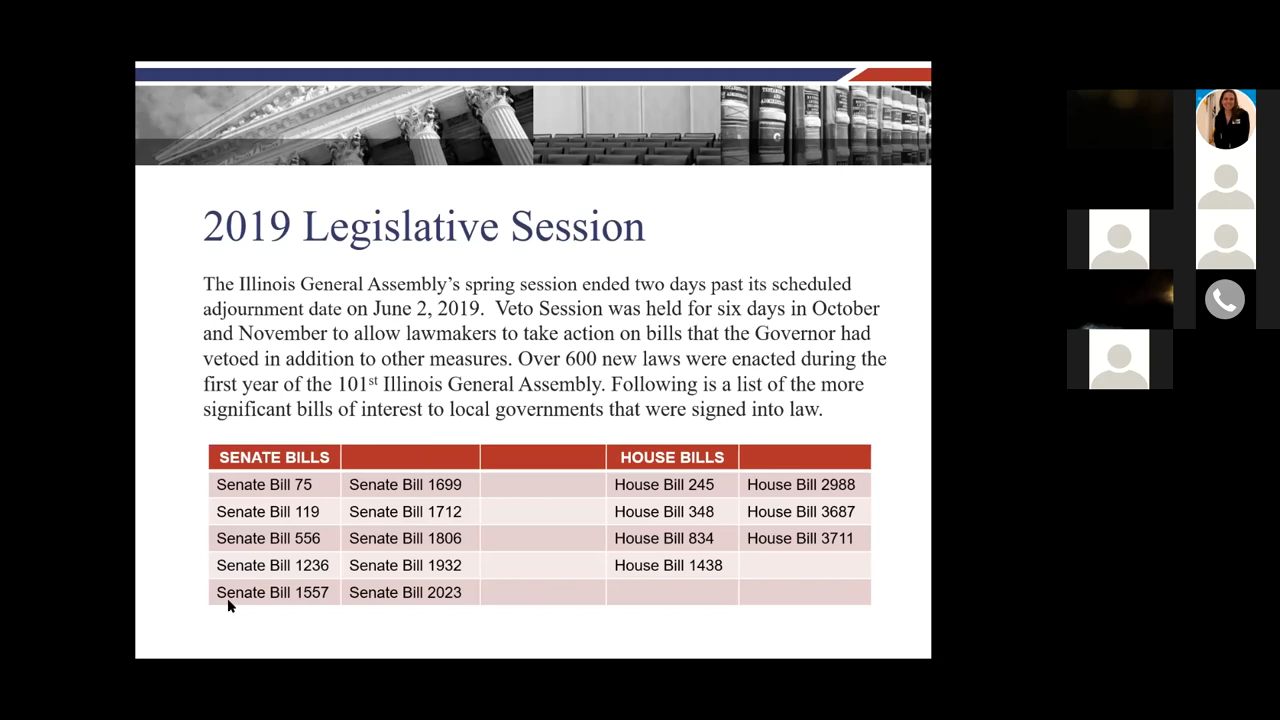 2019 Legislative Session
The Illinois General Assembly's spring session ended two days past its scheduled
adjournment date on June 2, 2019.  Veto Session was held for six days in October
and November to allow lawmakers to take action on bills that the Governor had
vetoed in addition to other measures. Over 600 new laws were enacted during the
first year of the 101st Illinois General Assembly. Following is a list of the more
significant bills of interest to local governments that were signed into law.
SENATE BILLS HOUSE BILLS
Senate Bill 75 Senate Bill 1699 House Bill 245 House Bill 2988
Senate Bill 119 Senate Bill 1712 House Bill 348 House Bill 3687
Senate Bill 556 Senate Bill 1806 House Bill 834 House Bill 3711
Senate Bill 1236 Senate Bill 1932 House Bill 1438
Senate Bill 1557 Senate Bill 2023